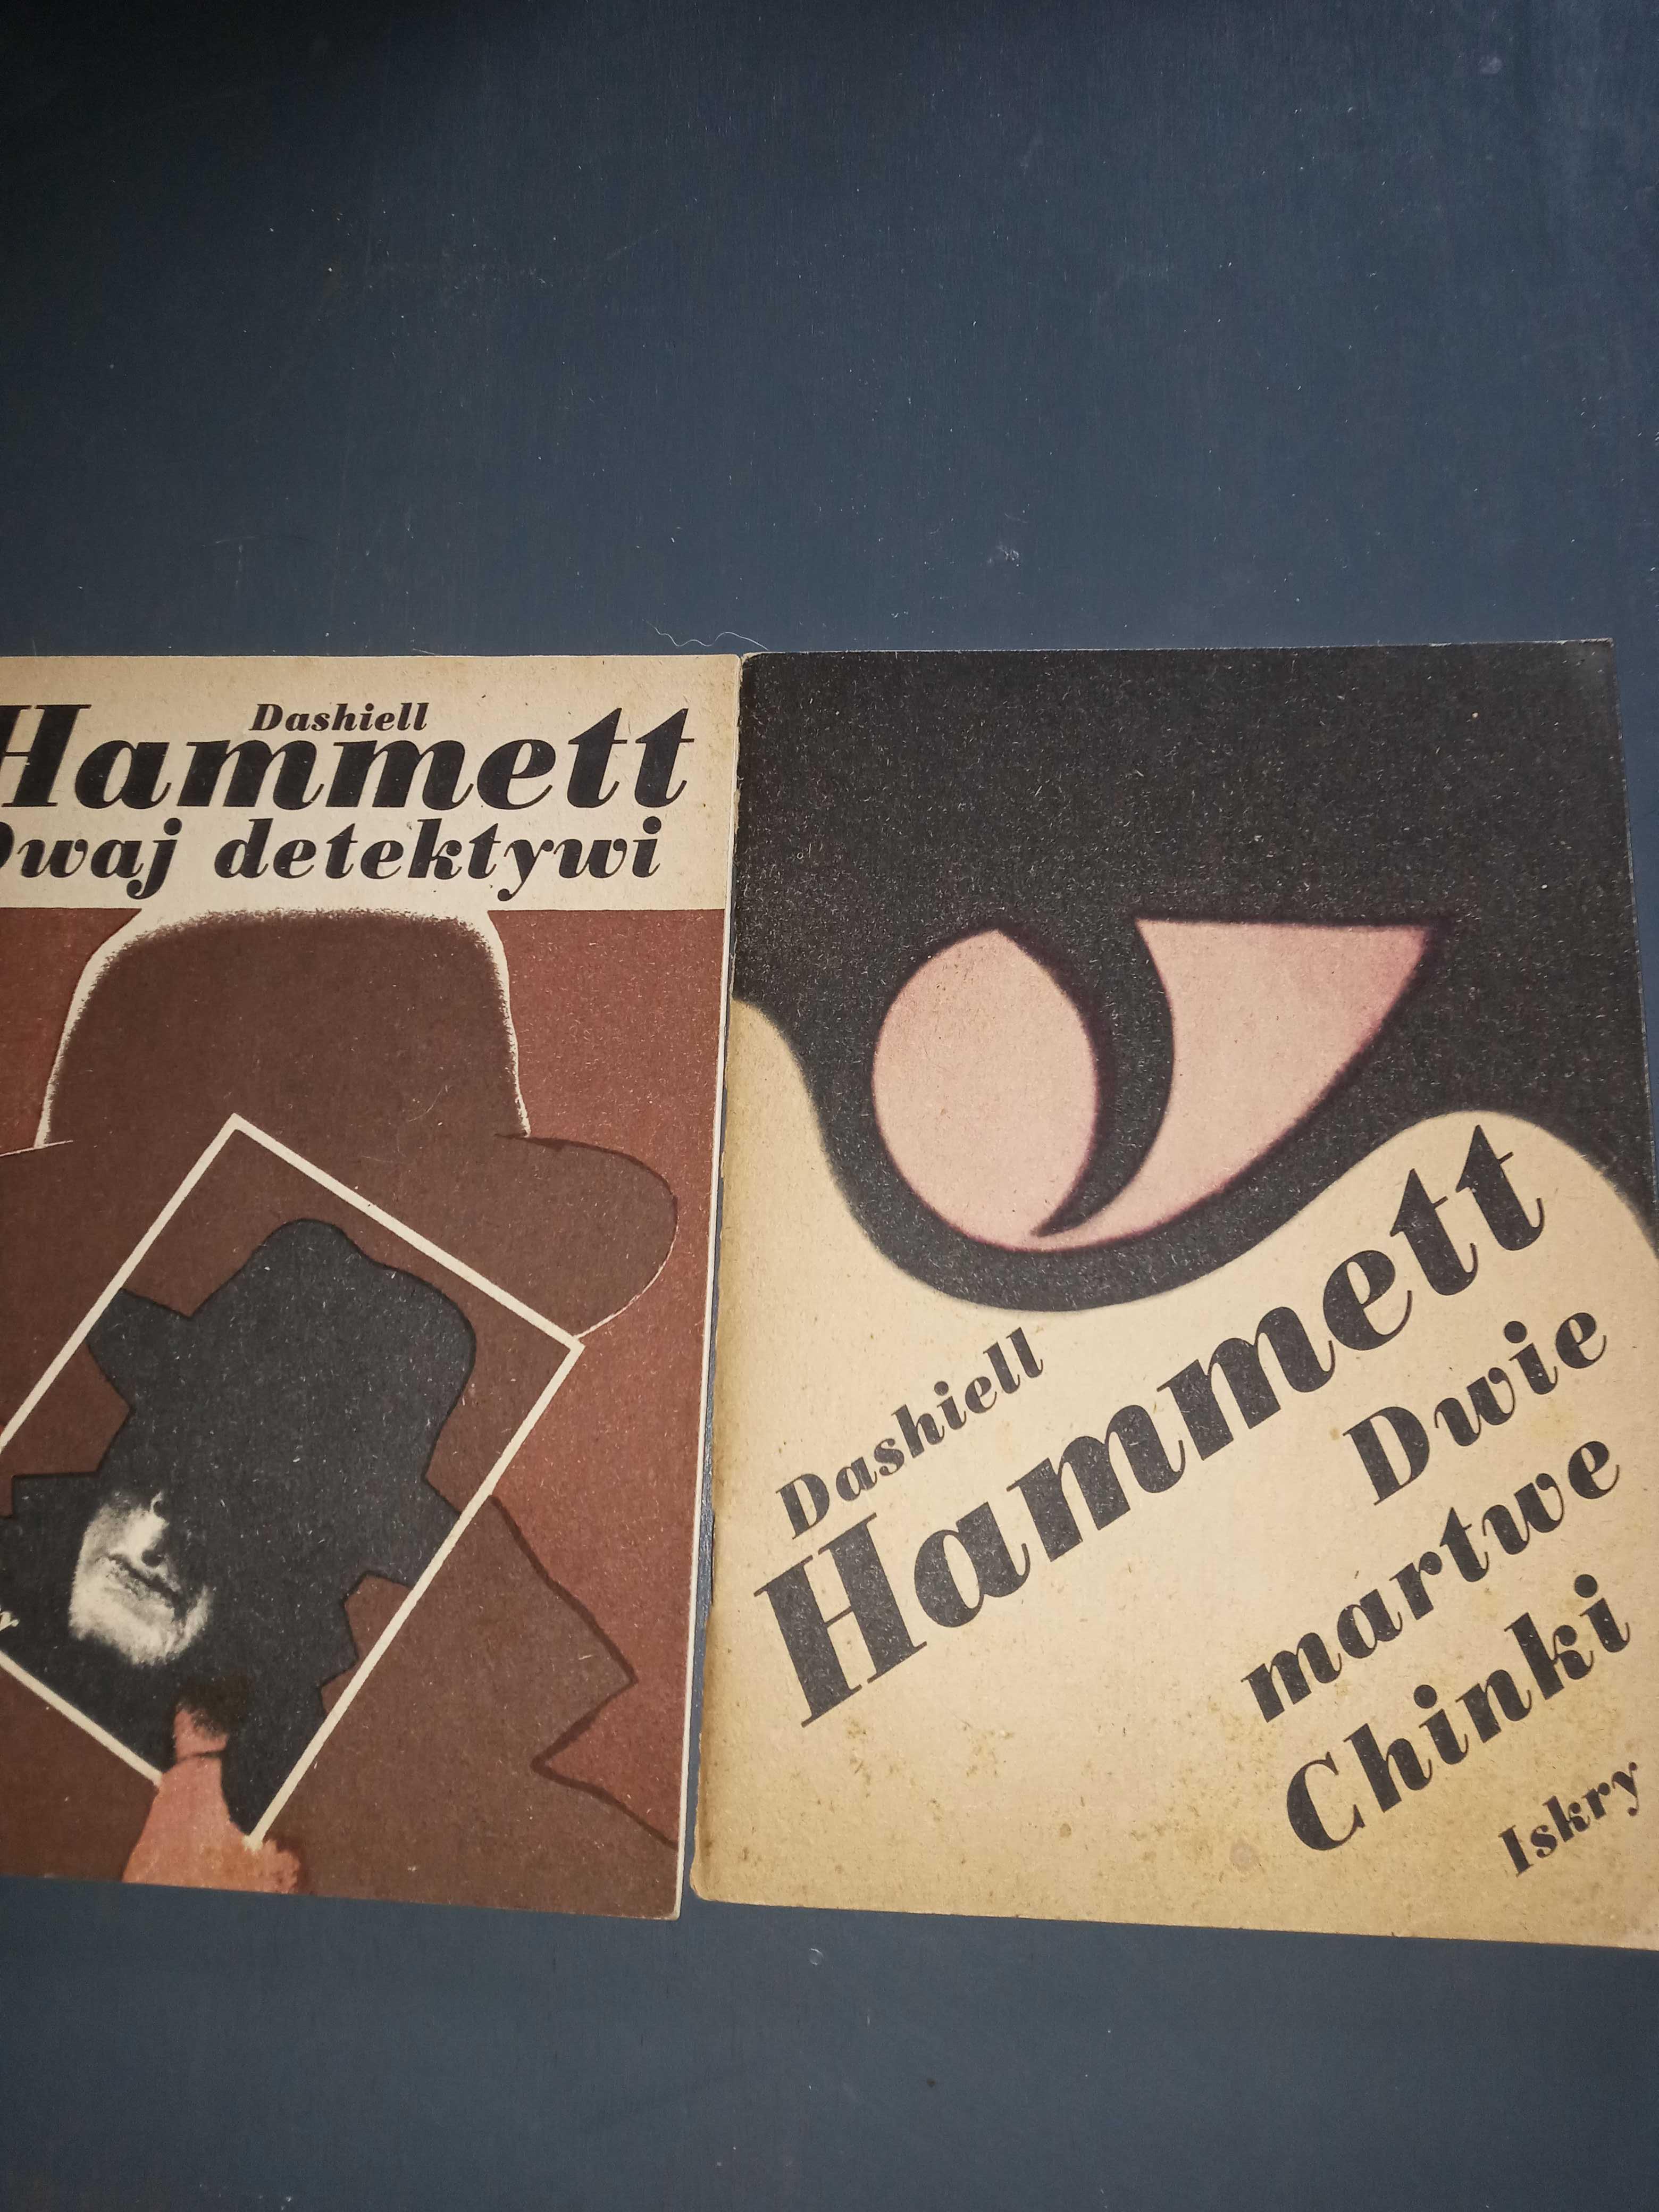 Dashiell
Hammett
Dwaj detektywi
Dashiell
Hammett
Dwie
martwe
Chinki
Iskry